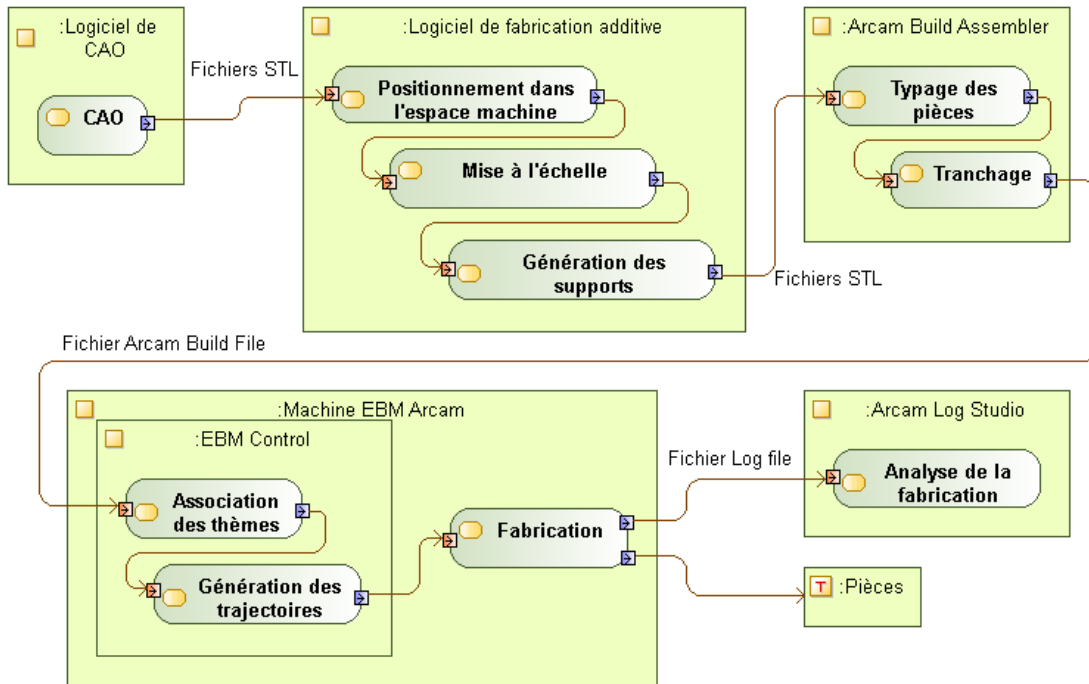 :Logiciel de
CAO
CAO
Fichiers STL
:Logiciel de fabrication additive
Positionnement dans
l'espace machine
Mise à l'échelle
Génération des
supports
Fichiers STL
:Arcam Build Assembler
Typage des
pièces
Tranchage
Fichier Arcam Build File
:Machine EBM Arcam
:EBM Control
Association
des thèmes
Génération des
trajectoires
Fabrication
Fichier Log file
:Arcam Log Studio
Analyse de la
fabrication
T :Pièces